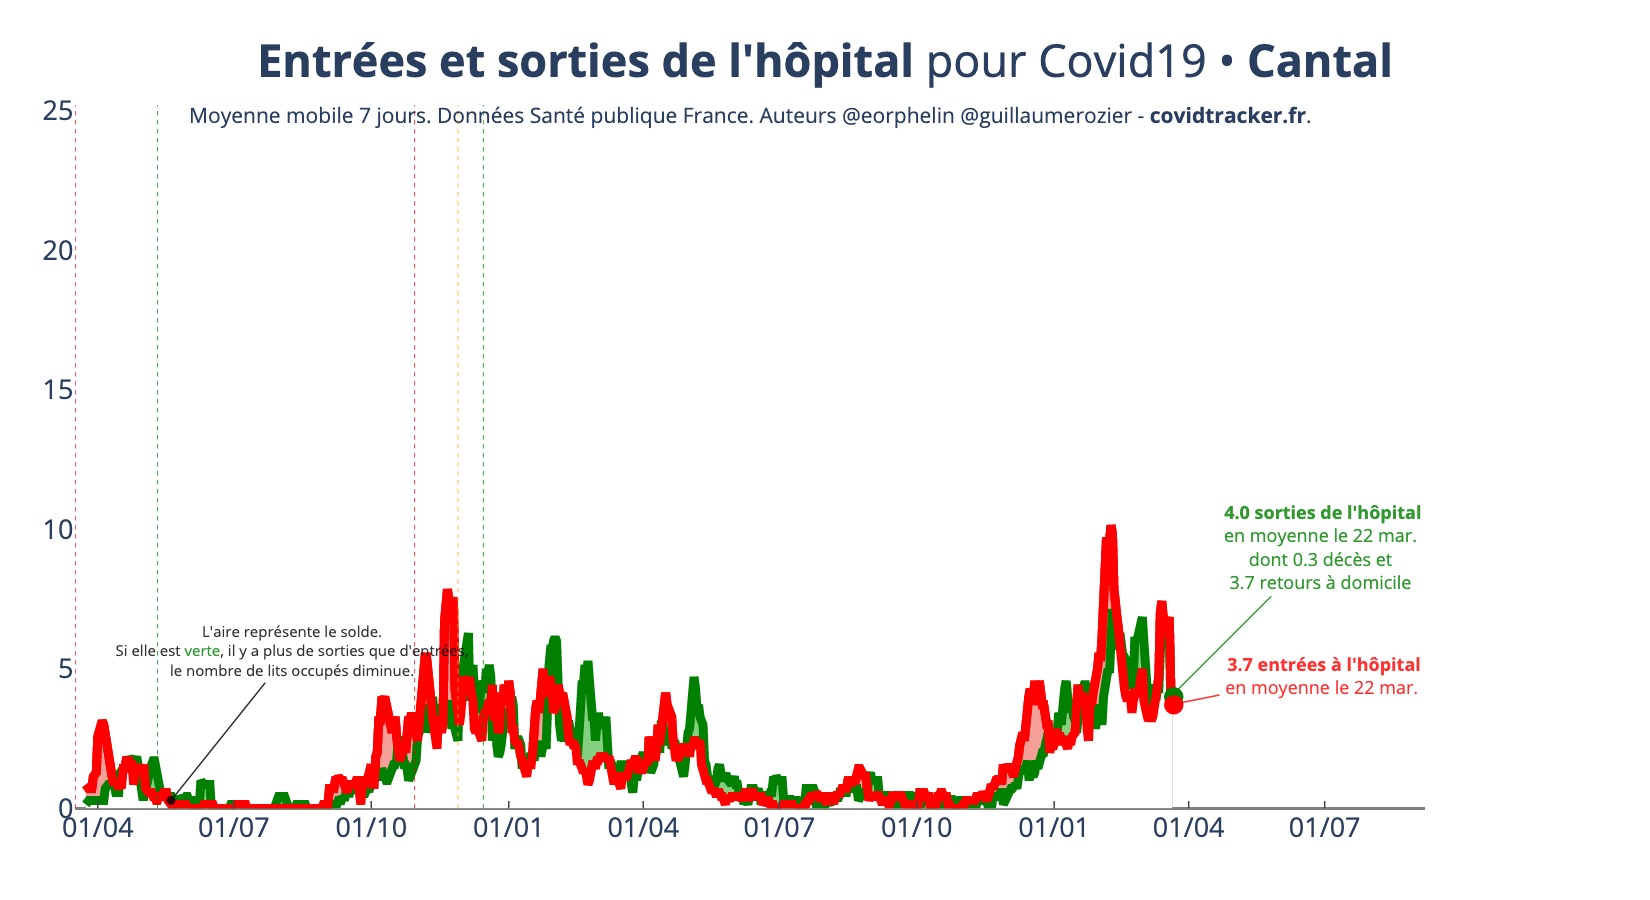 Entrées et sorties de l'hôpital pour Covid19 • Cantal
Moyenne mobile 7 jours. Données Santé publique France. Auteurs @eorphelin @guillaumerozier - covidtracker.fr.
25
20
15
10
5
0
L'aire représente le solde.
Si elle est verte, il y a plus de sorties que d'entrées,
le nombre de lits occupés diminue.
4.0 sorties de l'hôpital
en moyenne le 22 mar.
dont 0.3 décès et
3.7 retours à domicile
3.7 entrées à l'hôpital
en moyenne le 22 mar.
01/04 01/07 01/10 01/01 01/04 01/07 01/10 01/01 01/04 01/07